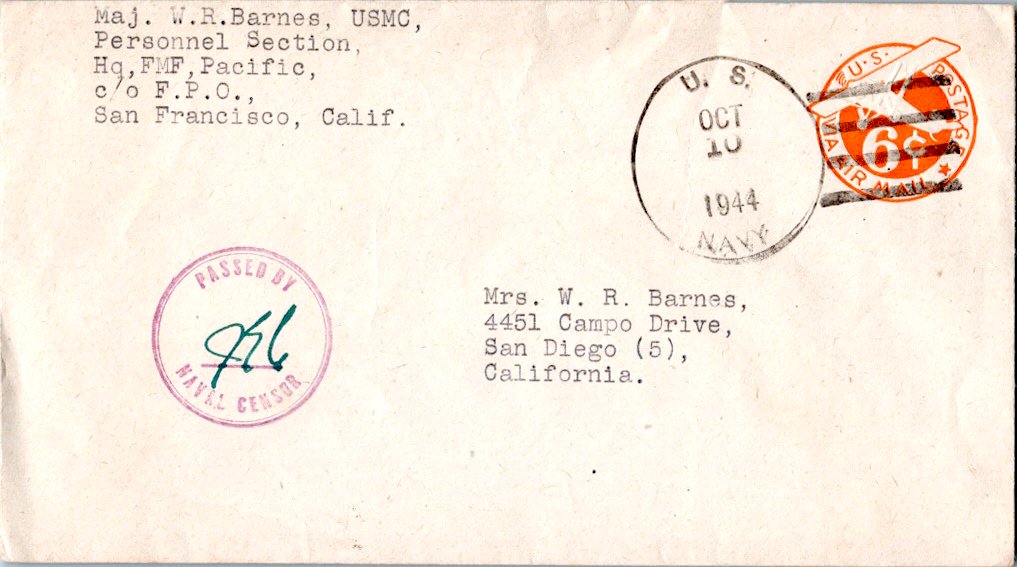 Maj. W.R.Barnes, USMC,
Personnel Section,
Hq,FMF,Pacific,
c/o F.P.O.,
San Francisco, Calif.
U. S.
OCT
10
1944
NAVY
U.S. POSTAGE
6¢
VIA AIR MAIL
PASSED BY
NAVAL CENSOR
Mrs. W. R. Barnes,
4451 Campo Drive,
San Diego (5),
California.